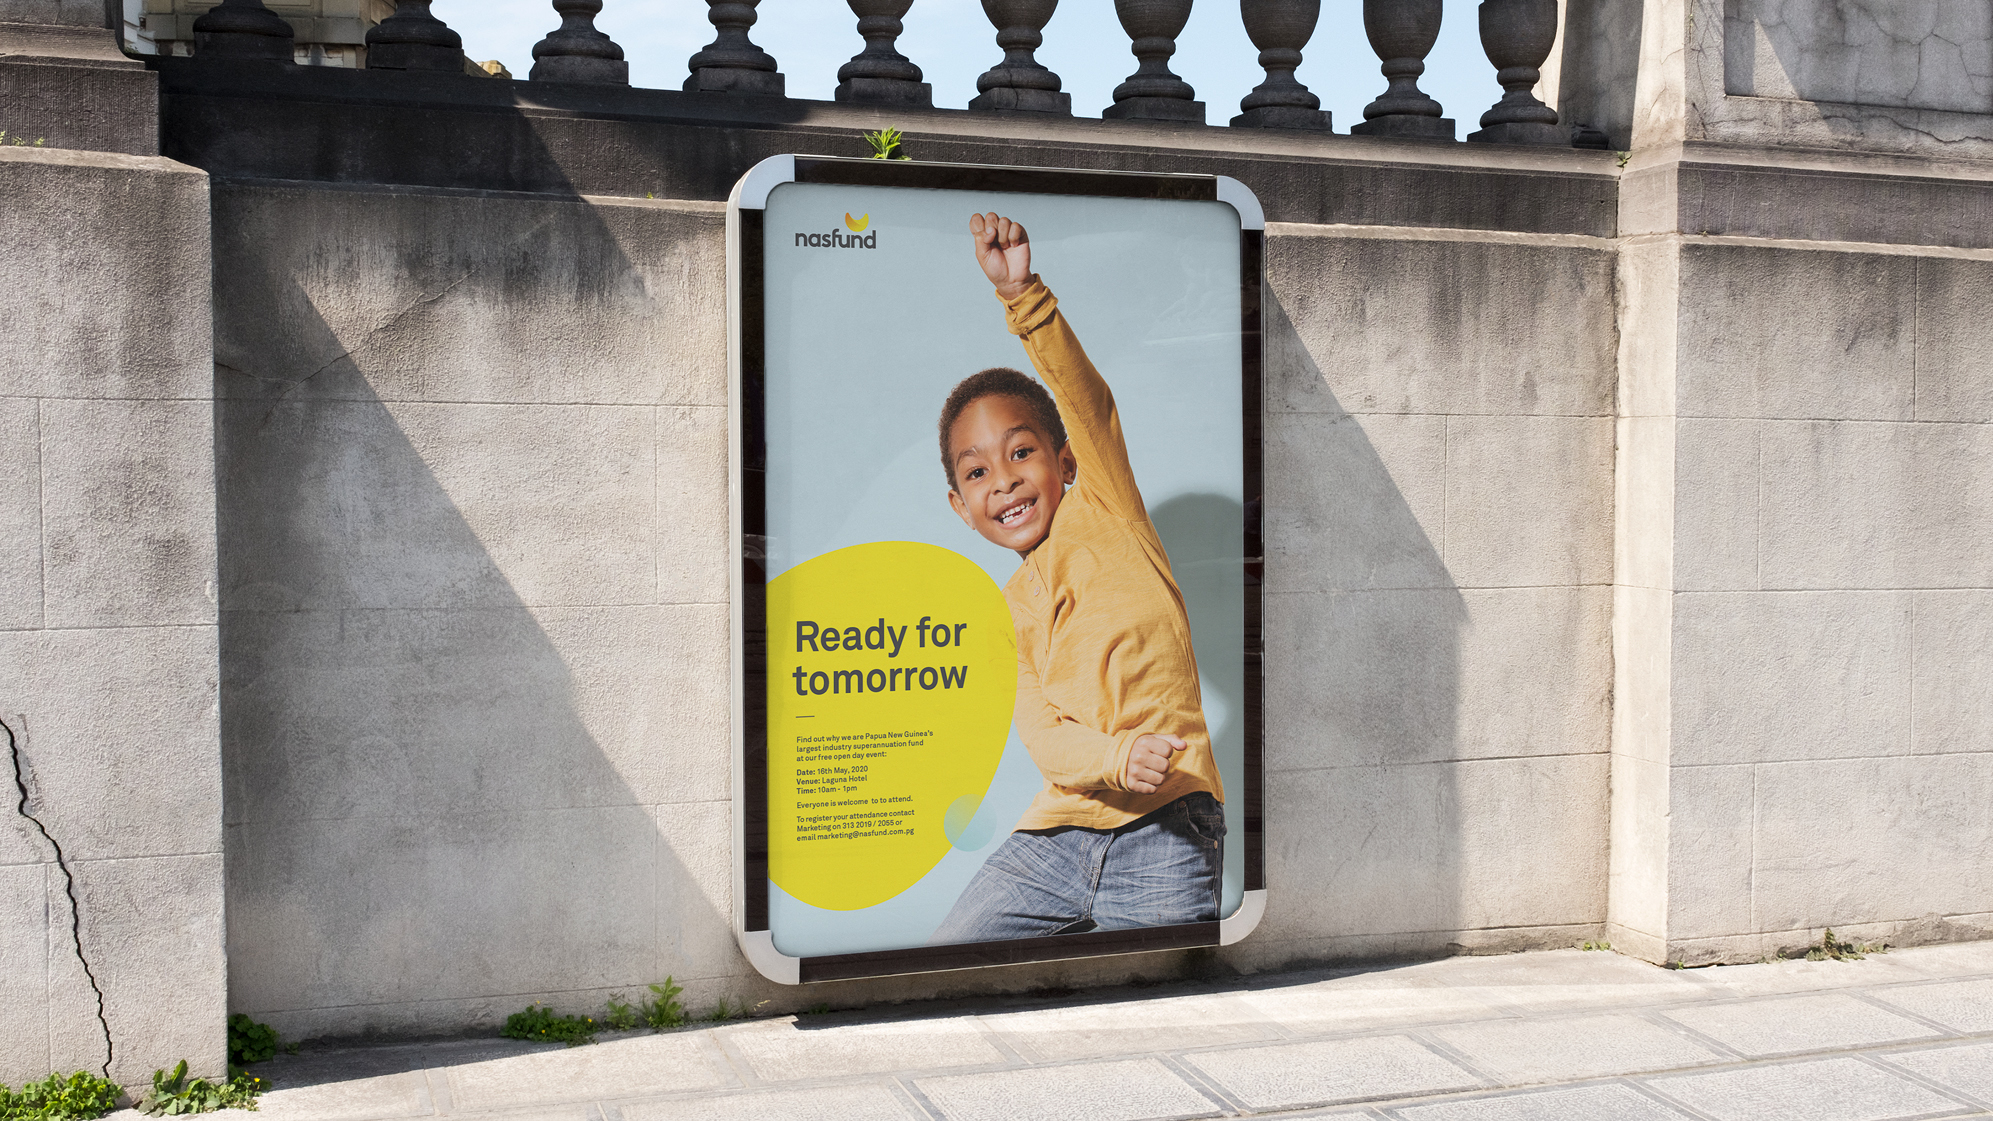 nasfund
Ready for
tomorrow
Find out why we are Papua New Guinea's
largest industry superannuation fund
at our free open day event:
Date: 16th May, 2020
Venue: Laguna Hotel
Time: 10am - 1pm
Everyone is welcome to to attend.
To register your attendance contact
Marketing on 313 2019 / 2055 or
email marketing@nasfund.com.pg